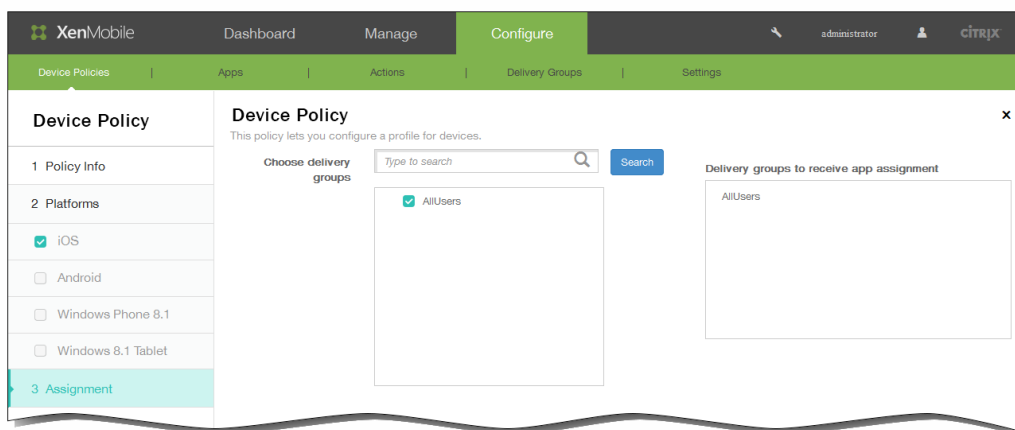 XenMobile Dashboard Manage Configure administrator CITRIX
Device Policies | Apps | Actions | Delivery Groups | Settings
Device Policy
1 Policy Info
2 Platforms
iOS
Android
Windows Phone 8.1
Windows 8.1 Tablet
3 Assignment
Device Policy x
This policy lets you configure a profile for devices.
Choose delivery groups
Type to search Search
AllUsers
Delivery groups to receive app assignment
AllUsers